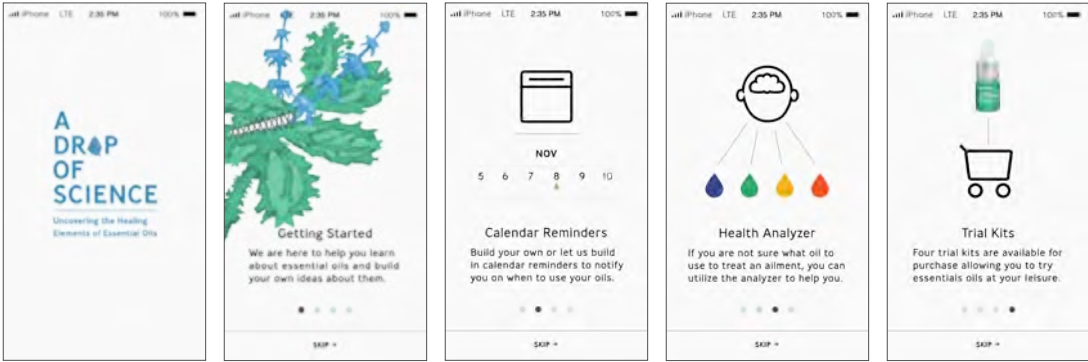 iPhone LTE 2:35 PM 100%
A
DROP
OF
SCIENCE
Uncovering the Healing
Elements of Essential Oils
iPhone LTE 2:35 PM 100%
Getting Started
We are here to help you learn
about essential oils and build
your own ideas about them.
SKIP →
iPhone LTE 2:35 PM 100%
NOV
5 6 7 8 9 10
Calendar Reminders
Build your own or let us build
in calendar reminders to notify
you on when to use your oils.
SKIP →
iPhone LTE 2:35 PM 100%
Health Analyzer
If you are not sure what oil to
use to treat an ailment, you can
utilize the analyzer to help you.
SKIP →
iPhone LTE 2:35 PM 100%
Trial Kits
Four trial kits are available for
purchase allowing you to try
essentials oils at your leisure.
SKIP →